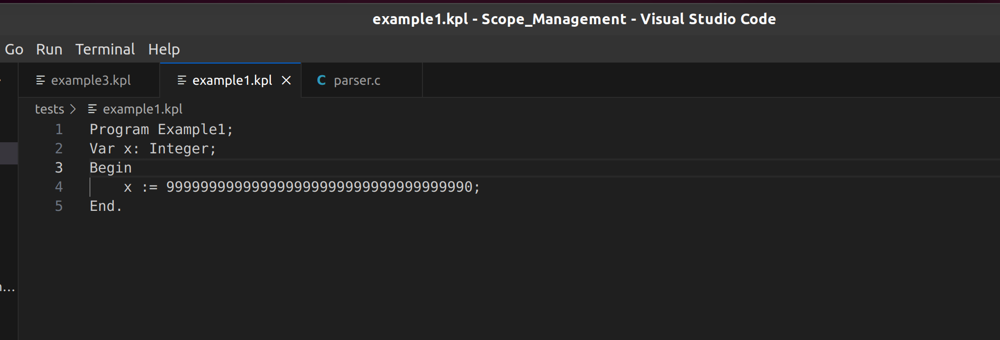 example1.kpl - Scope_Management - Visual Studio Code
Go Run Terminal Help
example3.kpl example1.kpl parser.c
tests > example1.kpl
1 Program Example1;
2 Var x: Integer;
3 Begin
4 x := 999999999999999999999999999999999990;
5 End.